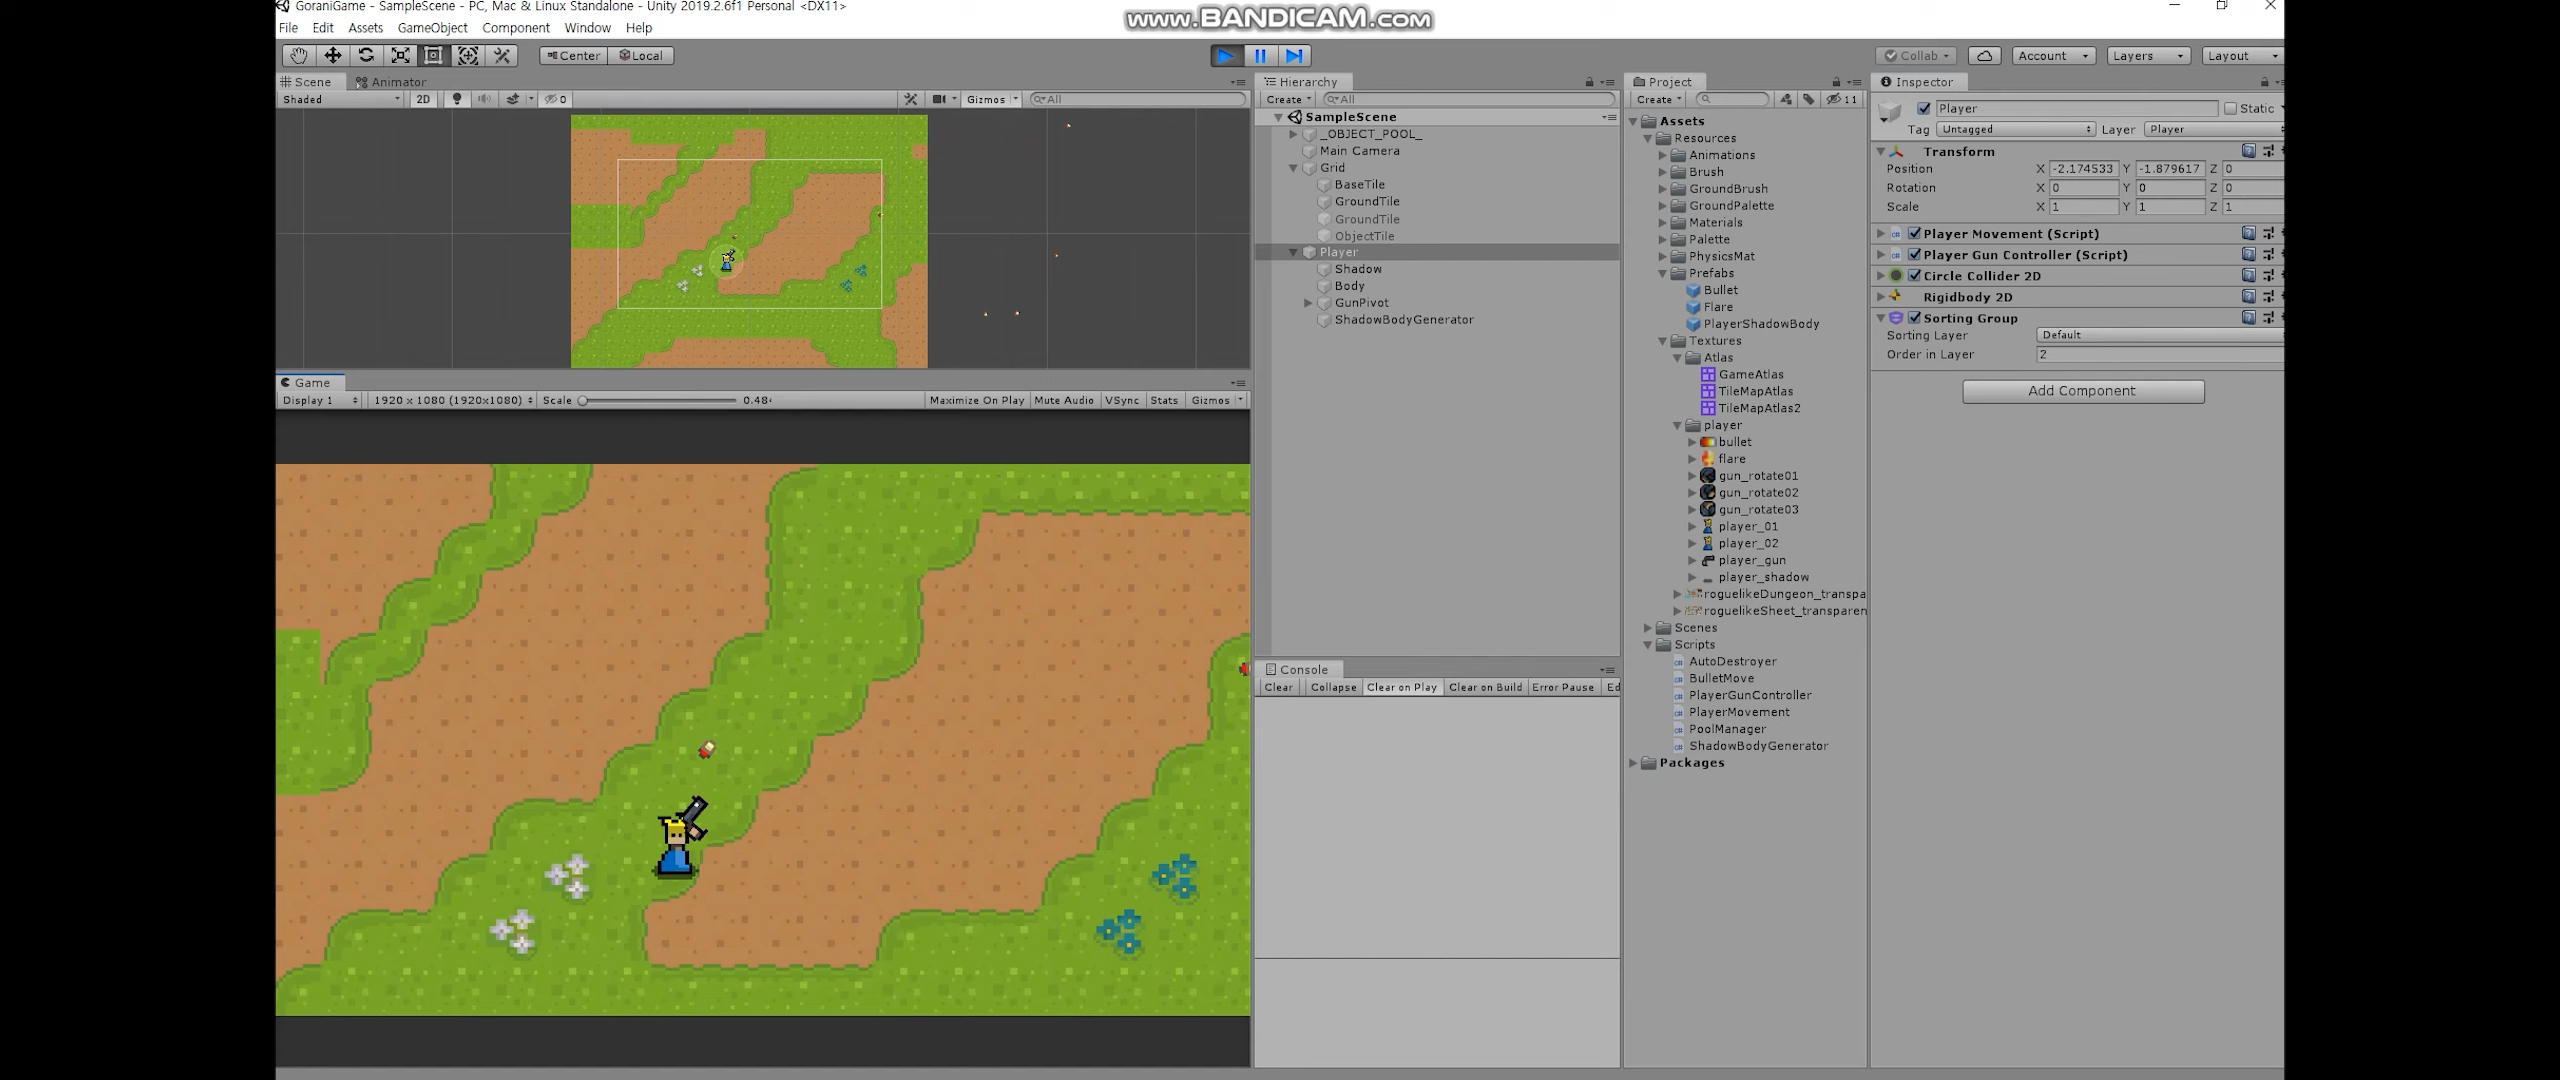 GoraniGame - SampleScene - PC, Mac & Linux Standalone - Unity 2019.2.6f1 Personal <DX11>
www.BANDICAM.com
File Edit Assets GameObject Component Window Help
Center Local
Collab Account Layers Layout
Scene Animator
Shaded 2D 0 Gizmos All
Game
Display 1 1920 x 1080 (1920x1080) Scale 0.48 Maximize On Play Mute Audio VSync Stats Gizmos
Hierarchy
Create All
SampleScene
_OBJECT_POOL_
Main Camera
Grid
BaseTile
GroundTile
GroundTile
ObjectTile
Player
Shadow
Body
GunPivot
ShadowBodyGenerator
Console
Clear Collapse Clear on Play Clear on Build Error Pause Ed
Project
Create 11
Assets
Resources
Animations
Brush
GroundBrush
GroundPalette
Materials
Palette
PhysicsMat
Prefabs
Bullet
Flare
PlayerShadowBody
Textures
Atlas
GameAtlas
TileMapAtlas
TileMapAtlas2
player
bullet
flare
gun_rotate01
gun_rotate02
gun_rotate03
player_01
player_02
player_gun
player_shadow
roguelikeDungeon_transpa
roguelikeSheet_transparen
Scenes
Scripts
AutoDestroyer
BulletMove
PlayerGunController
PlayerMovement
PoolManager
ShadowBodyGenerator
Packages
Inspector
Player Static
Tag Untagged Layer Player
Transform
Position X -2.174533 Y -1.879617 Z 0
Rotation X 0 Y 0 Z 0
Scale X 1 Y 1 Z 1
Player Movement (Script)
Player Gun Controller (Script)
Circle Collider 2D
Rigidbody 2D
Sorting Group
Sorting Layer Default
Order in Layer 2
Add Component